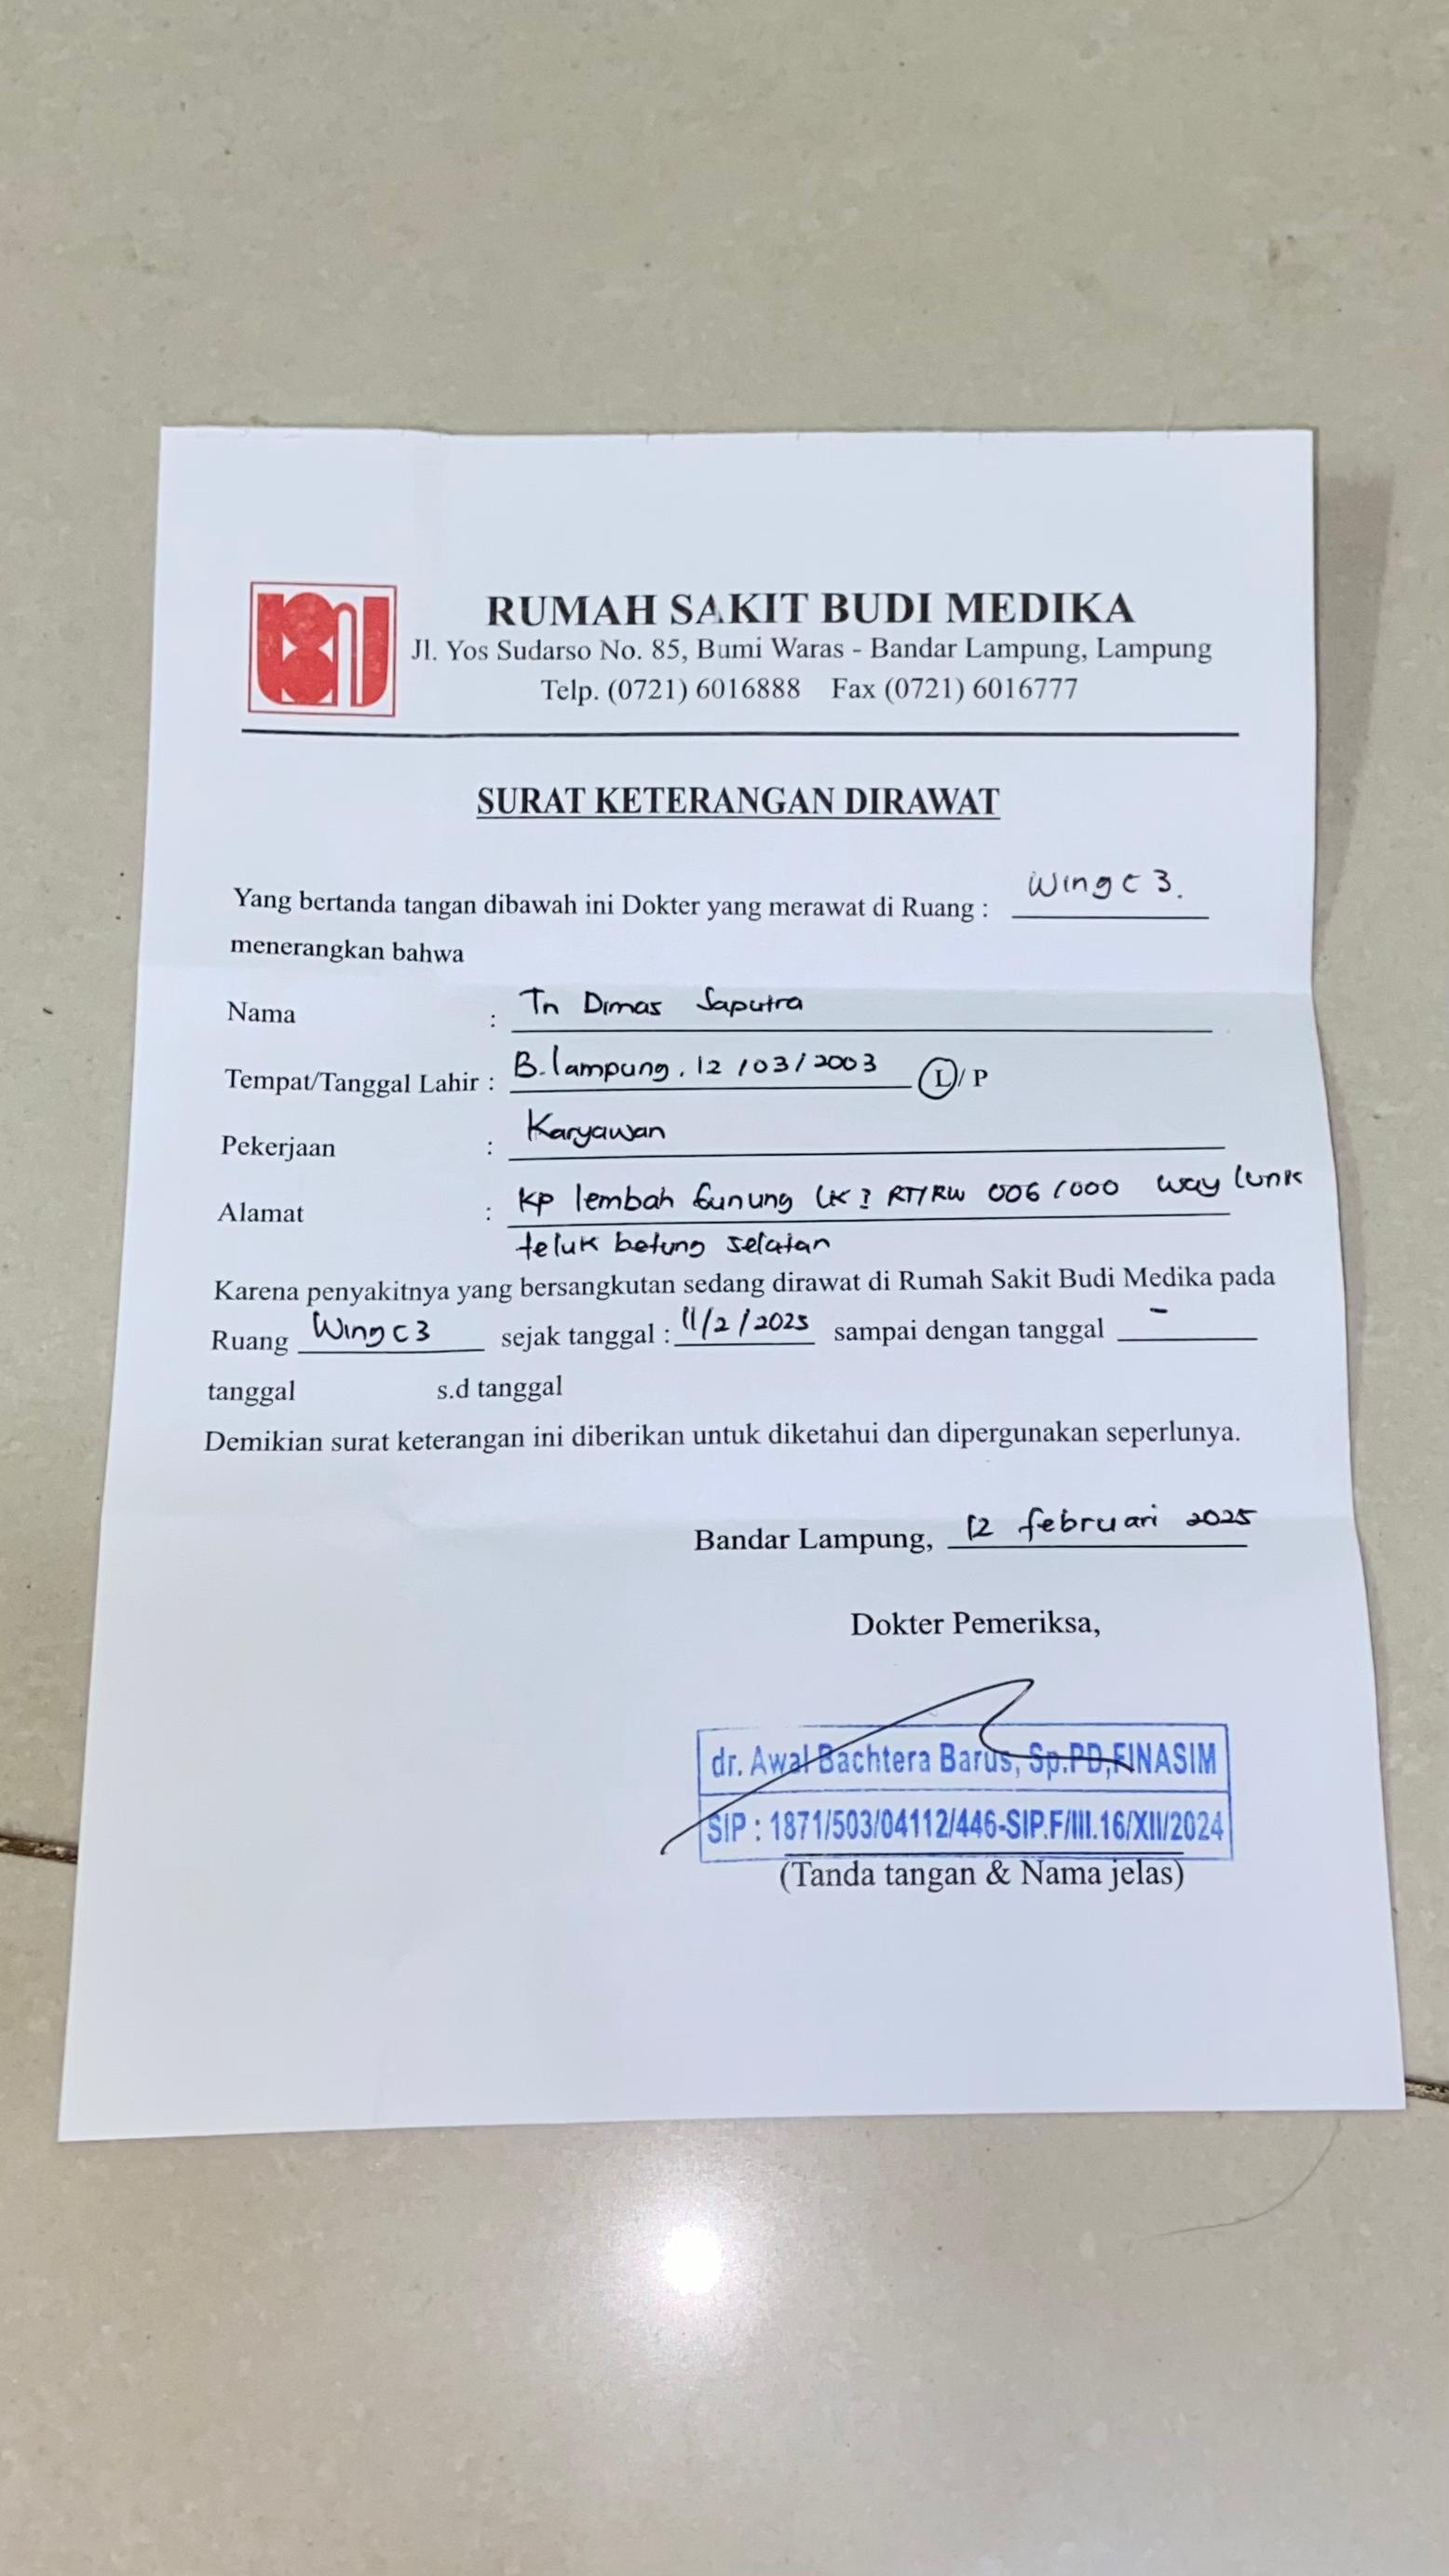 RUMAH SAKIT BUDI MEDIKA
Jl. Yos Sudarso No. 85, Bumi Waras - Bandar Lampung, Lampung
Telp. (0721) 6016888 Fax (0721) 6016777
SURAT KETERANGAN DIRAWAT
Yang bertanda tangan dibawah ini Dokter yang merawat di Ruang : Wing C 3.
menerangkan bahwa
Nama : Tn Dimas Saputra
Tempat/Tanggal Lahir : B. lampung, 12 / 03 / 2003 L / P
Pekerjaan : Karyawan
Alamat : Kp lembah Gunung LK RT/RW 006 / 000 way lunik
teluk betung selatan
Karena penyakitnya yang bersangkutan sedang dirawat di Rumah Sakit Budi Medika pada
Ruang Wing C 3 sejak tanggal : 11/2/2025 sampai dengan tanggal -
tanggal s.d tanggal
Demikian surat keterangan ini diberikan untuk diketahui dan dipergunakan seperlunya.
Bandar Lampung, 12 februari 2025
Dokter Pemeriksa,
dr. Awal Bachtera Barus, Sp.PD,FINASIM
SIP : 1871/503/04112/446-SIP.F/III.16/XII/2024
(Tanda tangan & Nama jelas)